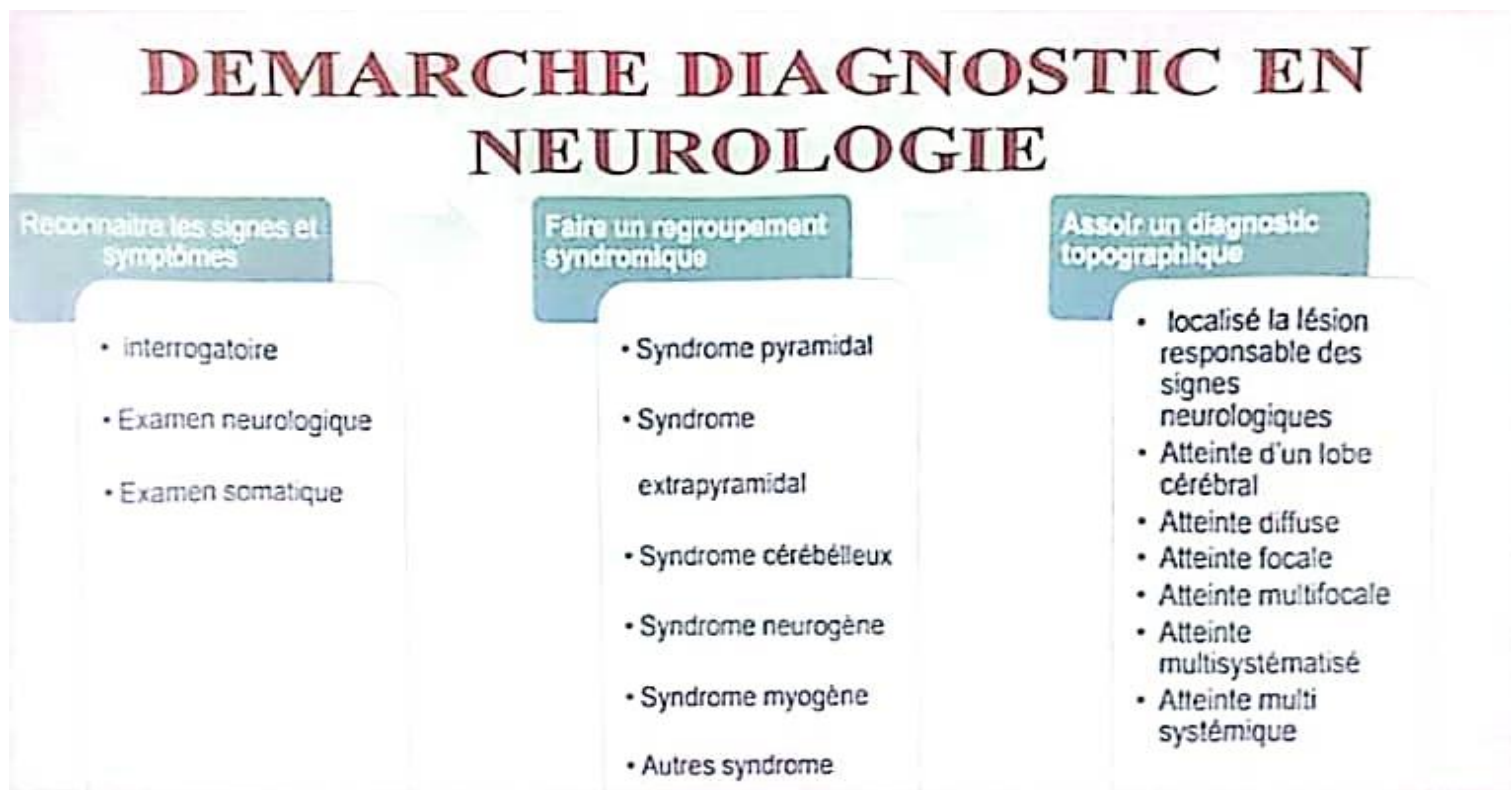 DEMARCHE DIAGNOSTIC EN
NEUROLOGIE
Reconnaitre les signes et
symptômes
• interrogatoire
• Examen neurologique
• Examen somatique
Faire un regroupement
syndromique
• Syndrome pyramidal
• Syndrome
extrapyramidal
• Syndrome cérébélleux
• Syndrome neurogène
• Syndrome myogène
• Autres syndrome
Assoir un diagnostic
topographique
• localisé la lésion
responsable des
signes
neurologiques
• Atteinte d'un lobe
cérébral
• Atteinte diffuse
• Atteinte focale
• Atteinte multifocale
• Atteinte
multisystématisé
• Atteinte multi
systémique